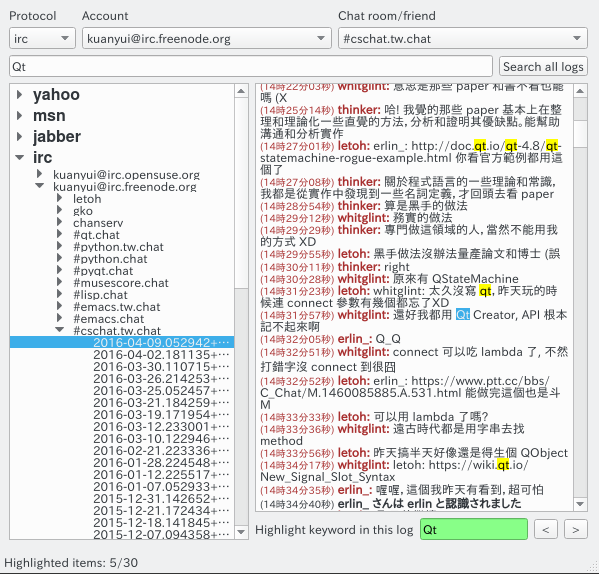 Protocol Account Chat room/friend
irc kuanyui@irc.freenode.org #cschat.tw.chat
Qt Search all logs
yahoo
msn
jabber
irc
kuanyui@irc.opensuse.org
kuanyui@irc.freenode.org
letoh
gko
chanserv
#qt.chat
#python.tw.chat
#python.chat
#pyqt.chat
#musescore.chat
#lisp.chat
#emacs.tw.chat
#emacs.chat
#cschat.tw.chat
2016-04-09.052942+···
2016-04-02.181135+···
2016-03-30.110715+···
2016-03-26.214253+···
2016-03-25.052457+···
2016-03-21.184259+···
2016-03-19.171954+···
2016-03-12.233001+···
2016-03-10.122946+···
2016-02-21.223336+···
2016-01-28.224548+···
2016-01-12.225517+···
2016-01-07.052933+···
2015-12-31.142652+···
2015-12-21.172434+···
2015-12-18.141845+···
2015-12-07.094358+···
(14時22分03秒) whitglint: 意思是那些 paper 和書不看也能
嗎 (X
(14時25分14秒) thinker: 哈! 我覺的那些 paper 基本上在整
理和理論化一些直覺的方法, 分析和證明其優缺點。能幫助
溝通和分析實作
(14時27分01秒) letoh: erlin_: http://doc.qt.io/qt-4.8/qt-
statemachine-rogue-example.html 你看官方範例都用這
個了
(14時27分08秒) thinker: 關於程式語言的一些理論和常識,
我都是從實作中發現到一些名詞定義, 才回頭去看 paper
(14時28分54秒) thinker: 算是黑手的做法
(14時29分12秒) whitglint: 務實的做法
(14時29分29秒) thinker: 專門做這領域的人, 當然不能用我
的方式 XD
(14時29分55秒) letoh: 黑手做法沒辦法量產論文和博士 (誤
(14時30分11秒) thinker: right
(14時30分28秒) whitglint: 原來有 QStateMachine
(14時31分23秒) letoh: whitglint: 太久沒寫 qt, 昨天玩的時
候連 connect 參數有幾個都忘了XD
(14時31分57秒) whitglint: 還好我都用 Qt Creator, API 根本
記不起來啊
(14時32分05秒) erlin_: Q_Q
(14時32分51秒) whitglint: connect 可以吃 lambda 了, 不然
打錯字沒 connect 到很囧
(14時32分52秒) letoh: erlin_: https://www.ptt.cc/bbs/
C_Chat/M.1460085885.A.531.html 能做完這個也是斗
M
(14時33分33秒) letoh: 可以用 lambda 了嗎?
(14時33分36秒) whitglint: 遠古時代都是用字串去找
method
(14時33分56秒) letoh: 昨天搞半天好像還是得生個 QObject
(14時34分17秒) whitglint: letoh: https://wiki.qt.io/
New_Signal_Slot_Syntax
(14時34分35秒) erlin_: 喔喔, 這個我昨天有看到, 超可怕
(14時34分40秒) erlin_ さんは erlin と認識されました
Highlight keyword in this log Qt < >
Highlighted items: 5/30